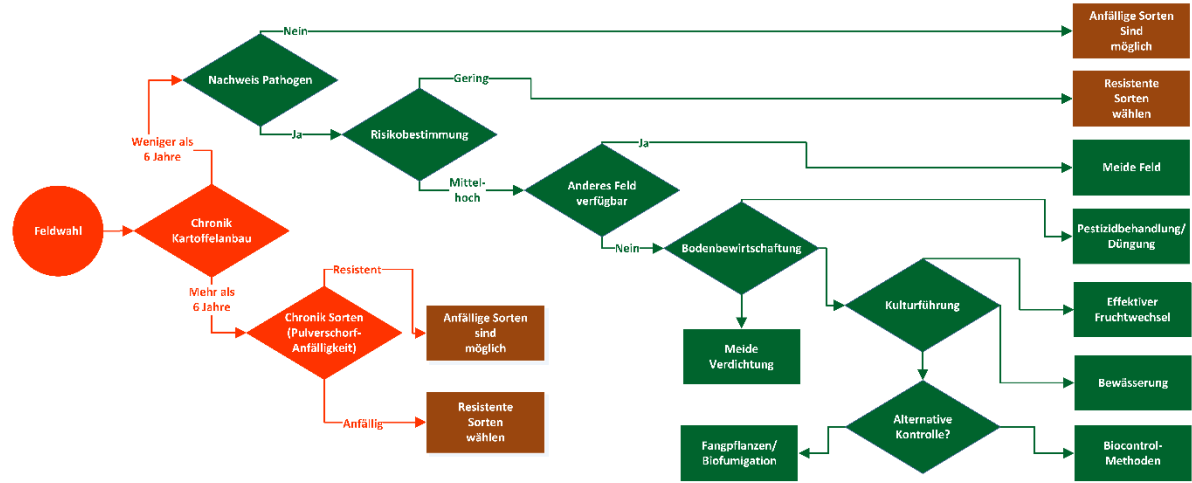 Feldwahl
Chronik
Kartoffelanbau
Weniger als
6 Jahre
Nachweis Pathogen
Nein
Anfällige Sorten
Sind
möglich
Ja
Risikobestimmung
Gering
Resistente
Sorten
wählen
Mittel-
hoch
Anderes Feld
verfügbar
Ja
Meide Feld
Nein
Bodenbewirtschaftung
Pestizidbehandlung/
Düngung
Meide
Verdichtung
Kulturführung
Effektiver
Fruchtwechsel
Bewässerung
Alternative
Kontrolle?
Fangpflanzen/
Biofumigation
Biocontrol-
Methoden
Mehr als
6 Jahre
Chronik Sorten
(Pulverschorf-
Anfälligkeit)
Resistent
Anfällige Sorten
sind
möglich
Anfällig
Resistente
Sorten
wählen